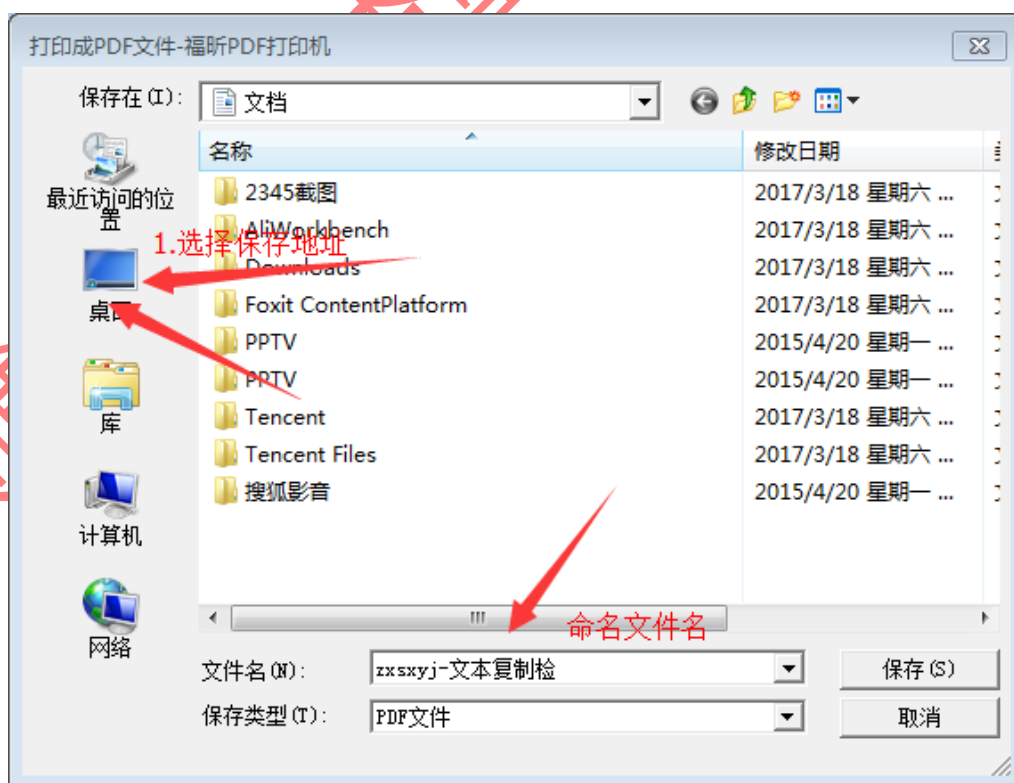 打印成PDF文件-福昕PDF打印机
保存在(I):
文档
名称
修改日期
最近访问的位置
2345截图
2017/3/18 星期六 ...
AliWorkbench
2017/3/18 星期六 ...
1.选择保存地址
Downloads
2017/3/18 星期六 ...
桌面
Foxit ContentPlatform
2017/3/18 星期六 ...
PPTV
2015/4/20 星期一 ...
PPTV
2015/4/20 星期一 ...
库
Tencent
2017/3/18 星期六 ...
Tencent Files
2017/3/18 星期六 ...
搜狐影音
2015/4/20 星期一 ...
计算机
网络
命名文件名
文件名(N):
zxsxyj-文本复制检
保存(S)
保存类型(T):
PDF文件
取消